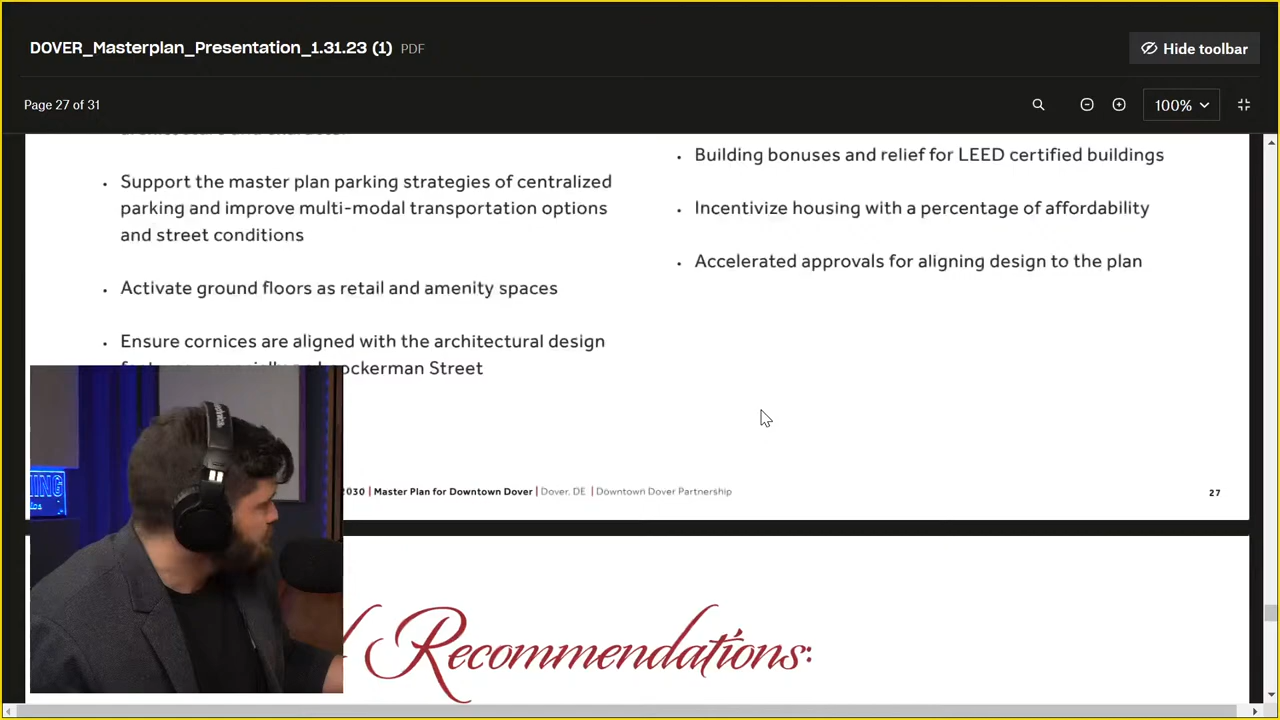 DOVER_Masterplan_Presentation_1.31.23 (1) PDF
Hide toolbar
Page 27 of 31
100%
• Support the master plan parking strategies of centralized
parking and improve multi-modal transportation options
and street conditions
• Activate ground floors as retail and amenity spaces
• Ensure cornices are aligned with the architectural design
ockerman Street
• Building bonuses and relief for LEED certified buildings
• Incentivize housing with a percentage of affordability
• Accelerated approvals for aligning design to the plan
2030 | Master Plan for Downtown Dover | Dover, DE | Downtown Dover Partnership
27
Recommendations: